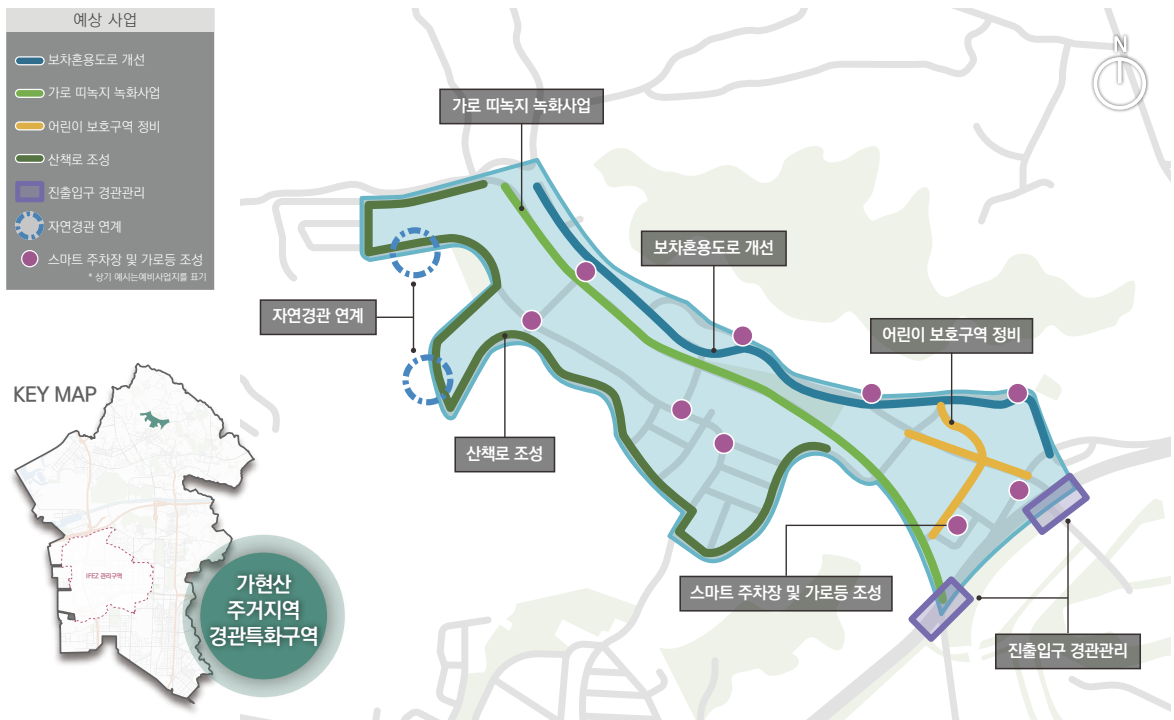 예상 사업
보차혼용도로 개선
가로 띠녹지 녹화사업
어린이 보호구역 정비
산책로 조성
진출입구 경관관리
자연경관 연계
스마트 주차장 및 가로등 조성
* 상기 예시는예비사업지를 표기
N
가로 띠녹지 녹화사업
보차혼용도로 개선
자연경관 연계
어린이 보호구역 정비
산책로 조성
스마트 주차장 및 가로등 조성
진출입구 경관관리
KEY MAP
IFEZ 관리구역
가현산
주거지역
경관특화구역